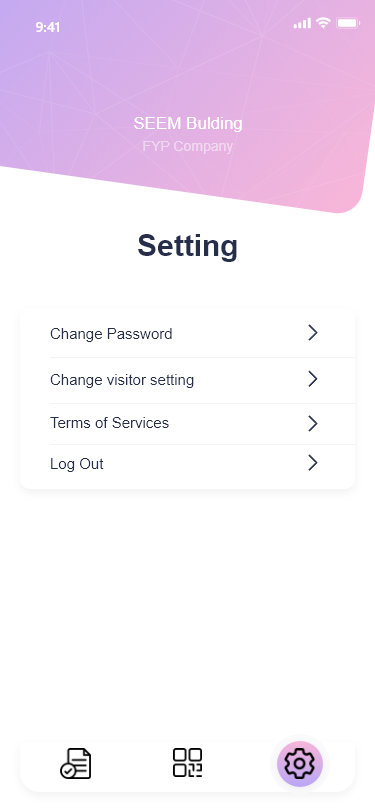 9:41
SEEM Bulding
FYP Company
Setting
Change Password
Change visitor setting
Terms of Services
Log Out